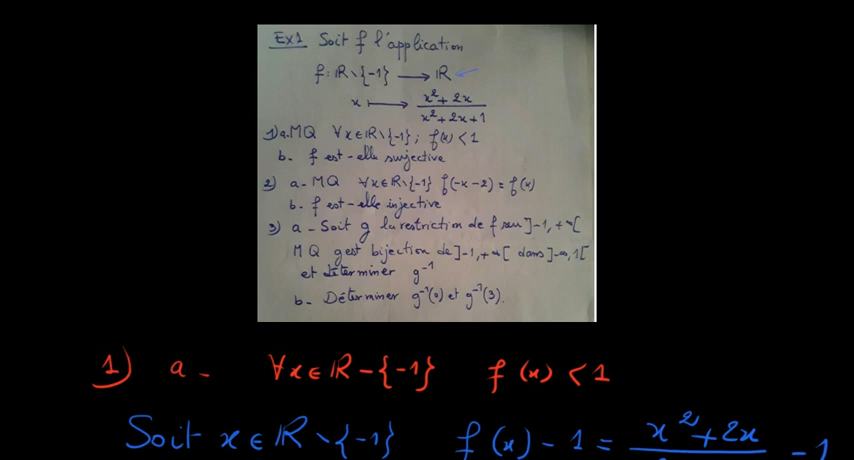 Ex1 Soit f l'application
f: ℝ\{-1} ⟶ ℝ
x ⟼ x² + 2x / x² + 2x + 1
1) a. MQ ∀x∈ℝ\{-1} ; f(x) < 1
b. f est-elle surjective
2) a - MQ ∀x∈ℝ\{-1} f(-x-2) = f(x)
b. f est-elle injective
3) a - Soit g la restriction de f sur ]-1, +∞[
MQ g est bijection de ]-1, +∞[ dans ]-∞, 1[
et déterminer g⁻¹
b - Déterminer g⁻¹(0) et g⁻¹(3).
1) a - ∀x∈ℝ-{-1} f(x) < 1
Soit x∈ℝ\{-1} f(x) - 1 = x² + 2x - 1